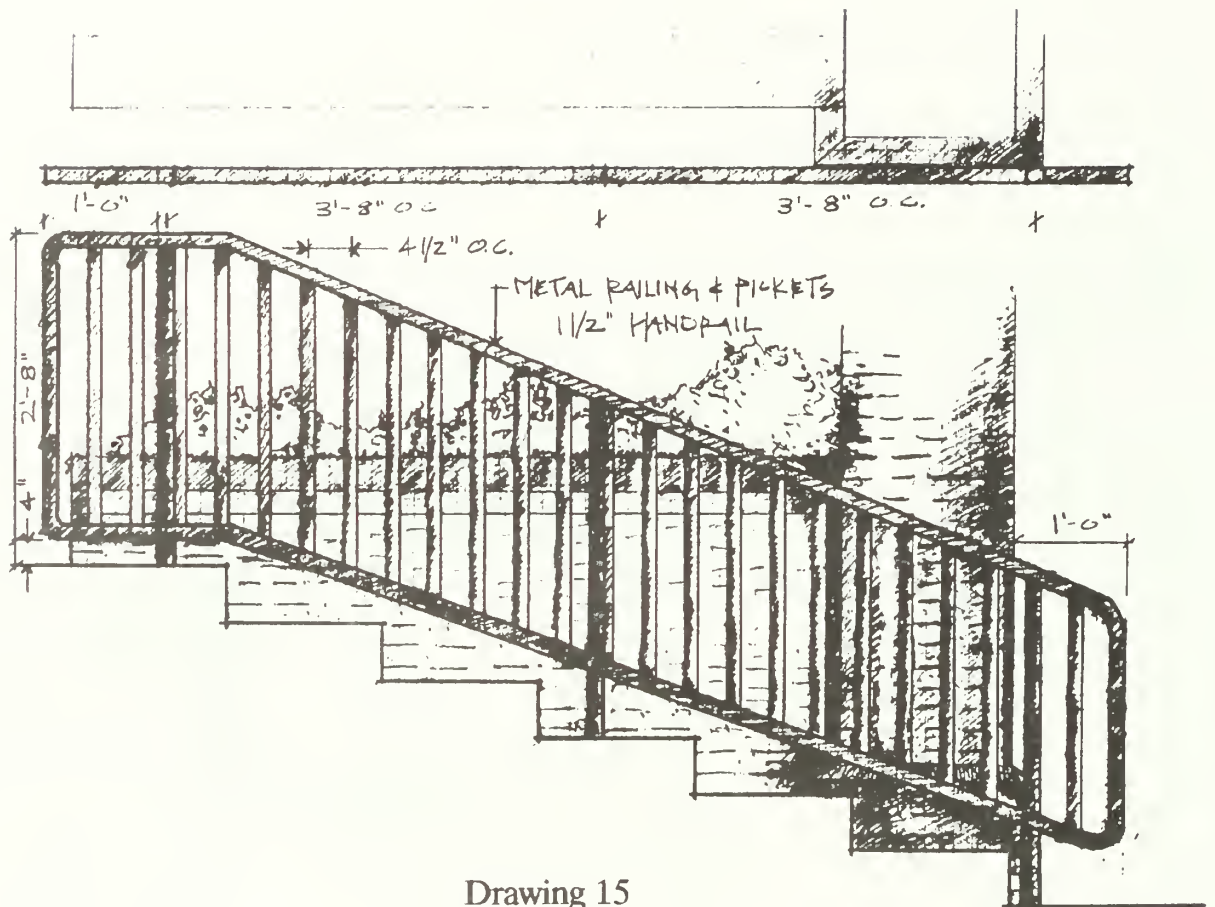 1'-0" 3'-8" O.C. 3'-8" O.C.
4 1/2" O.C.
METAL RAILING & PICKETS
1 1/2" HANDRAIL
2'-8"
4"
1'-0"
Drawing 15